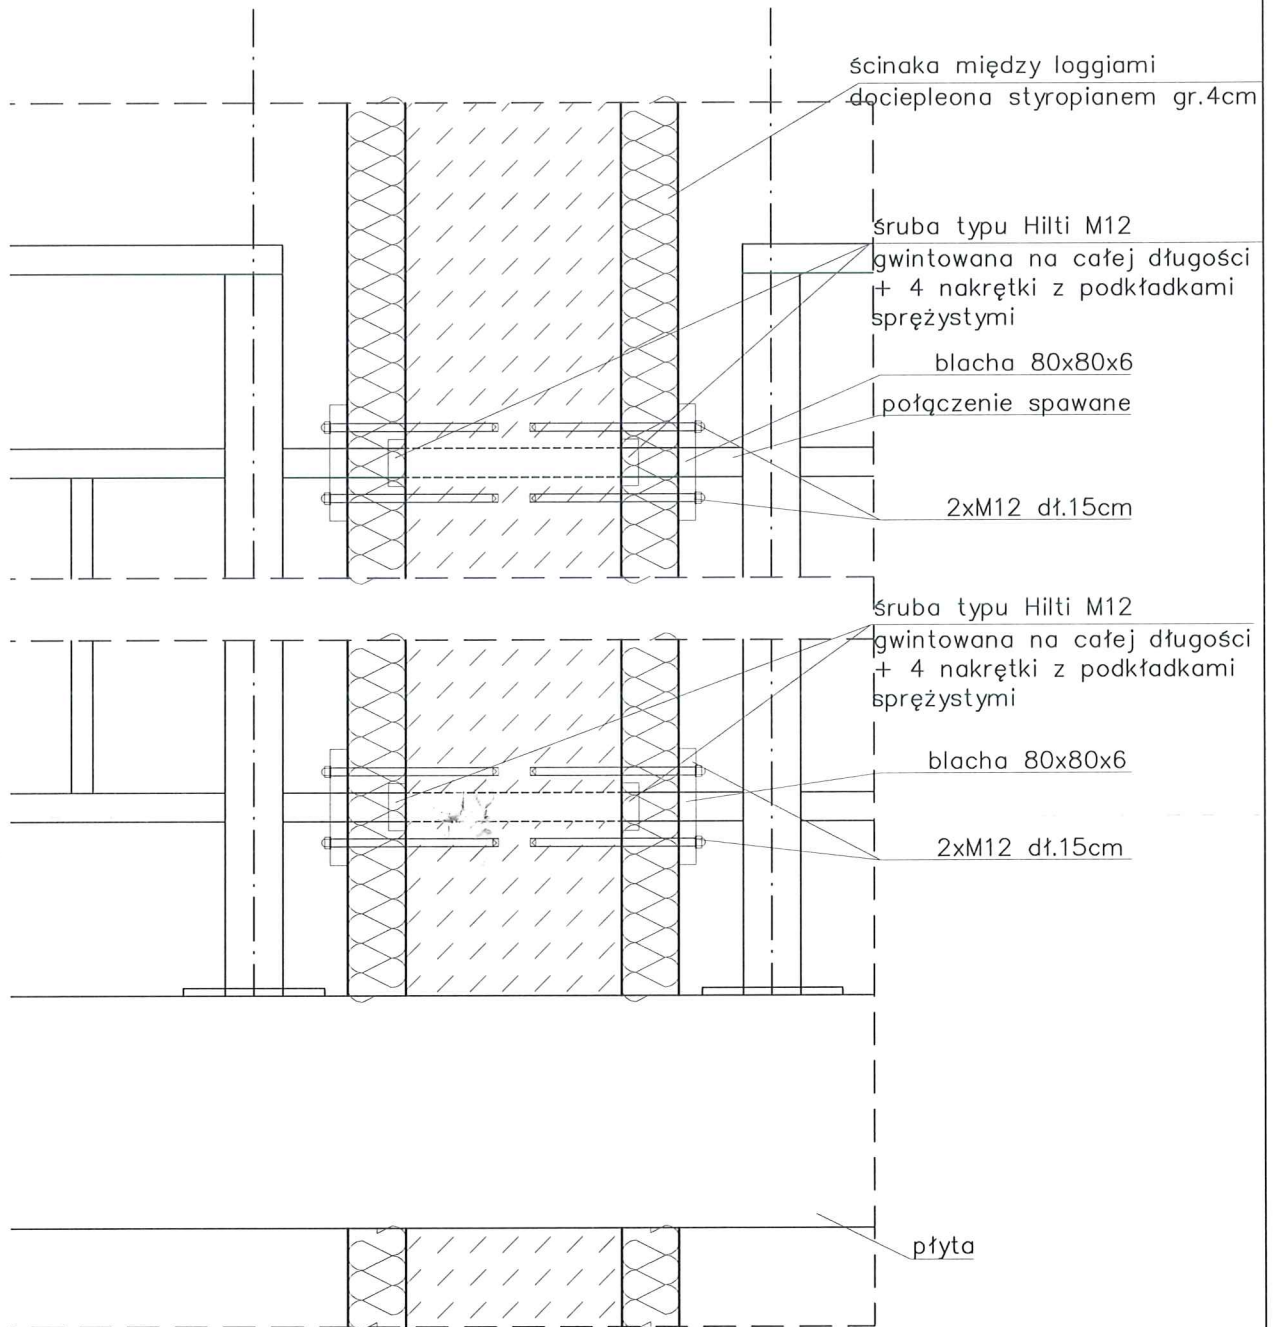 ścinaka między loggiami
dociepleona styropianem gr.4cm
śruba typu Hilti M12
gwintowana na całej długości
+ 4 nakrętki z podkładkami
sprężystymi
blacha 80x80x6
połączenie spawane
2xM12 dł.15cm
śruba typu Hilti M12
gwintowana na całej długości
+ 4 nakrętki z podkładkami
sprężystymi
blacha 80x80x6
2xM12 dł.15cm
płyta